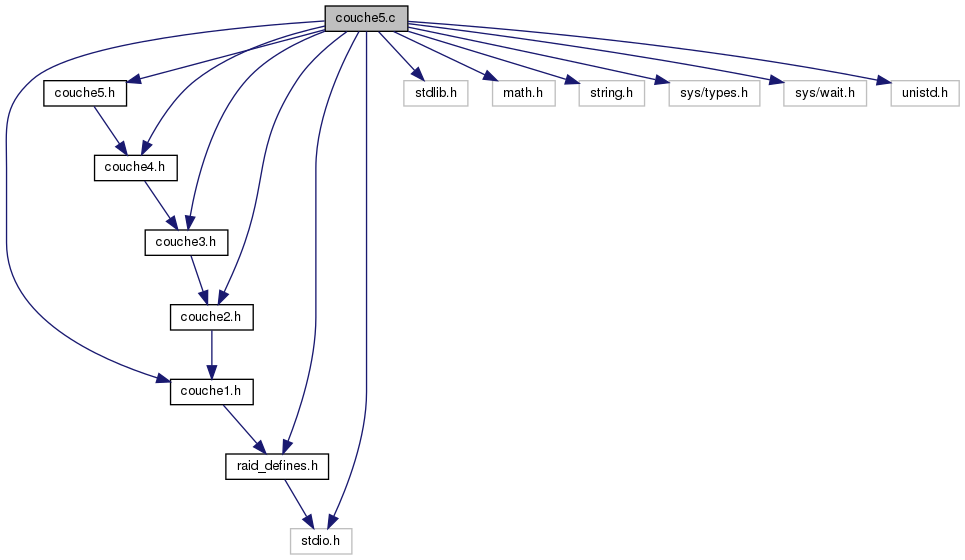 couche5.c
couche5.h
stdlib.h
math.h
string.h
sys/types.h
sys/wait.h
unistd.h
couche4.h
couche3.h
couche2.h
couche1.h
raid_defines.h
stdio.h